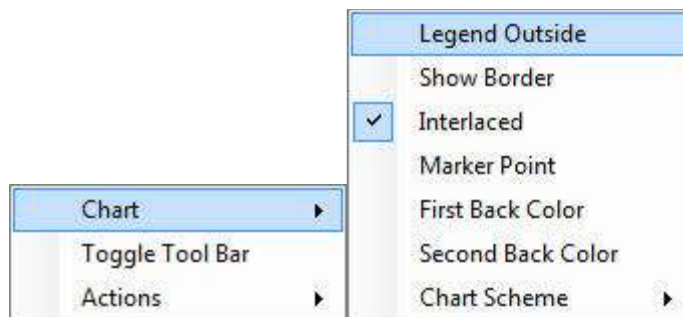 Legend Outside
Show Border
Interlaced
Marker Point
Chart
First Back Color
Toggle Tool Bar
Second Back Color
Actions
Chart Scheme